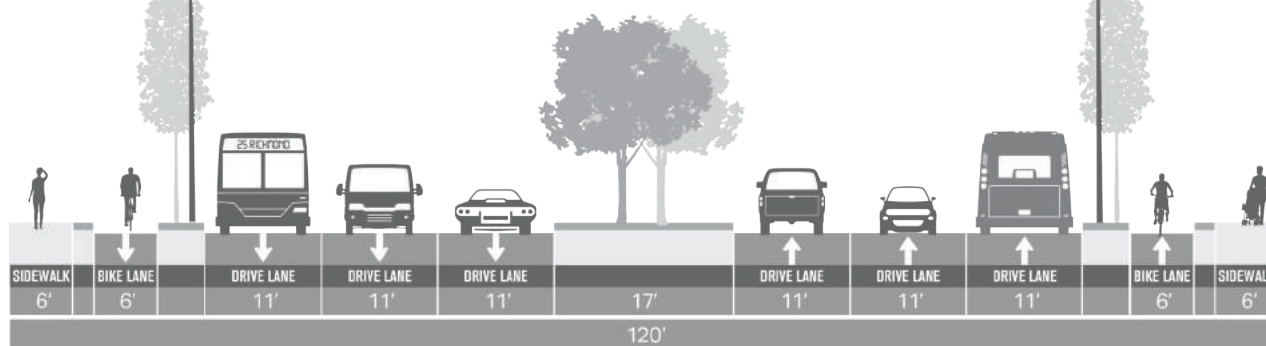 25 RICHMOND
SIDEWALK BIKE LANE DRIVE LANE DRIVE LANE DRIVE LANE DRIVE LANE DRIVE LANE DRIVE LANE BIKE LANE SIDEWAL
6' 6' 11' 11' 11' 17' 11' 11' 11' 6' 6'
120'